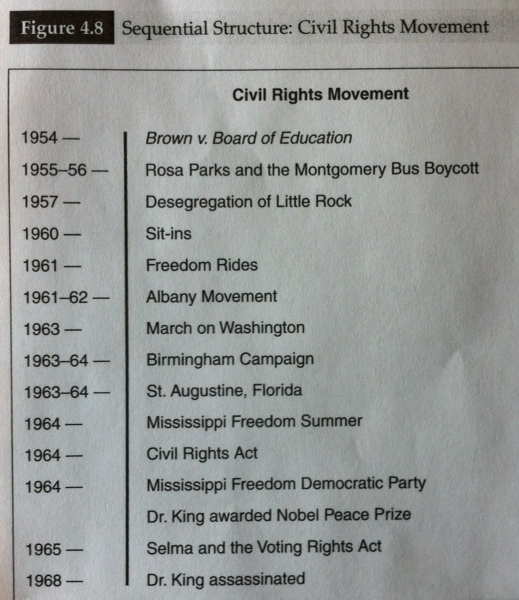 Figure 4.8 Sequential Structure: Civil Rights Movement
Civil Rights Movement
1954 — Brown v. Board of Education
1955–56 — Rosa Parks and the Montgomery Bus Boycott
1957 — Desegregation of Little Rock
1960 — Sit-ins
1961 — Freedom Rides
1961–62 — Albany Movement
1963 — March on Washington
1963–64 — Birmingham Campaign
1963–64 — St. Augustine, Florida
1964 — Mississippi Freedom Summer
1964 — Civil Rights Act
1964 — Mississippi Freedom Democratic Party
Dr. King awarded Nobel Peace Prize
1965 — Selma and the Voting Rights Act
1968 — Dr. King assassinated